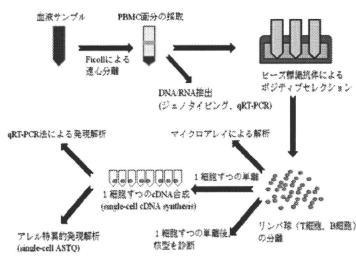 血液サンプル
PBMC画分の採取
Ficollによる
遠心分離
DNA/RNA抽出
(ジェノタイピング、qRT-PCR)
ビーズ標識抗体による
ポジティブセレクション
qRT-PCR法による発現解析
マイクロアレイによる解析
1細胞ずつの単離
1細胞ずつのcDNA合成
(single-cell cDNA synthesis)
リンパ球(T細胞、B細胞)
の分離
アレル特異的発現解析
(single-cell ASTQ)
1細胞ずつの単離後、
核型を診断